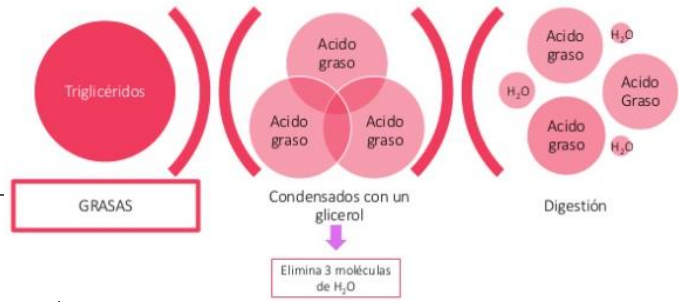 Triglicéridos
GRASAS
Acido
graso
Acido
graso
Acido
graso
Condensados con un
glicerol
Elimina 3 moléculas
de H₂O
Acido
graso
H₂O
H₂O
Acido
Graso
Acido
graso
H₂O
Digestión